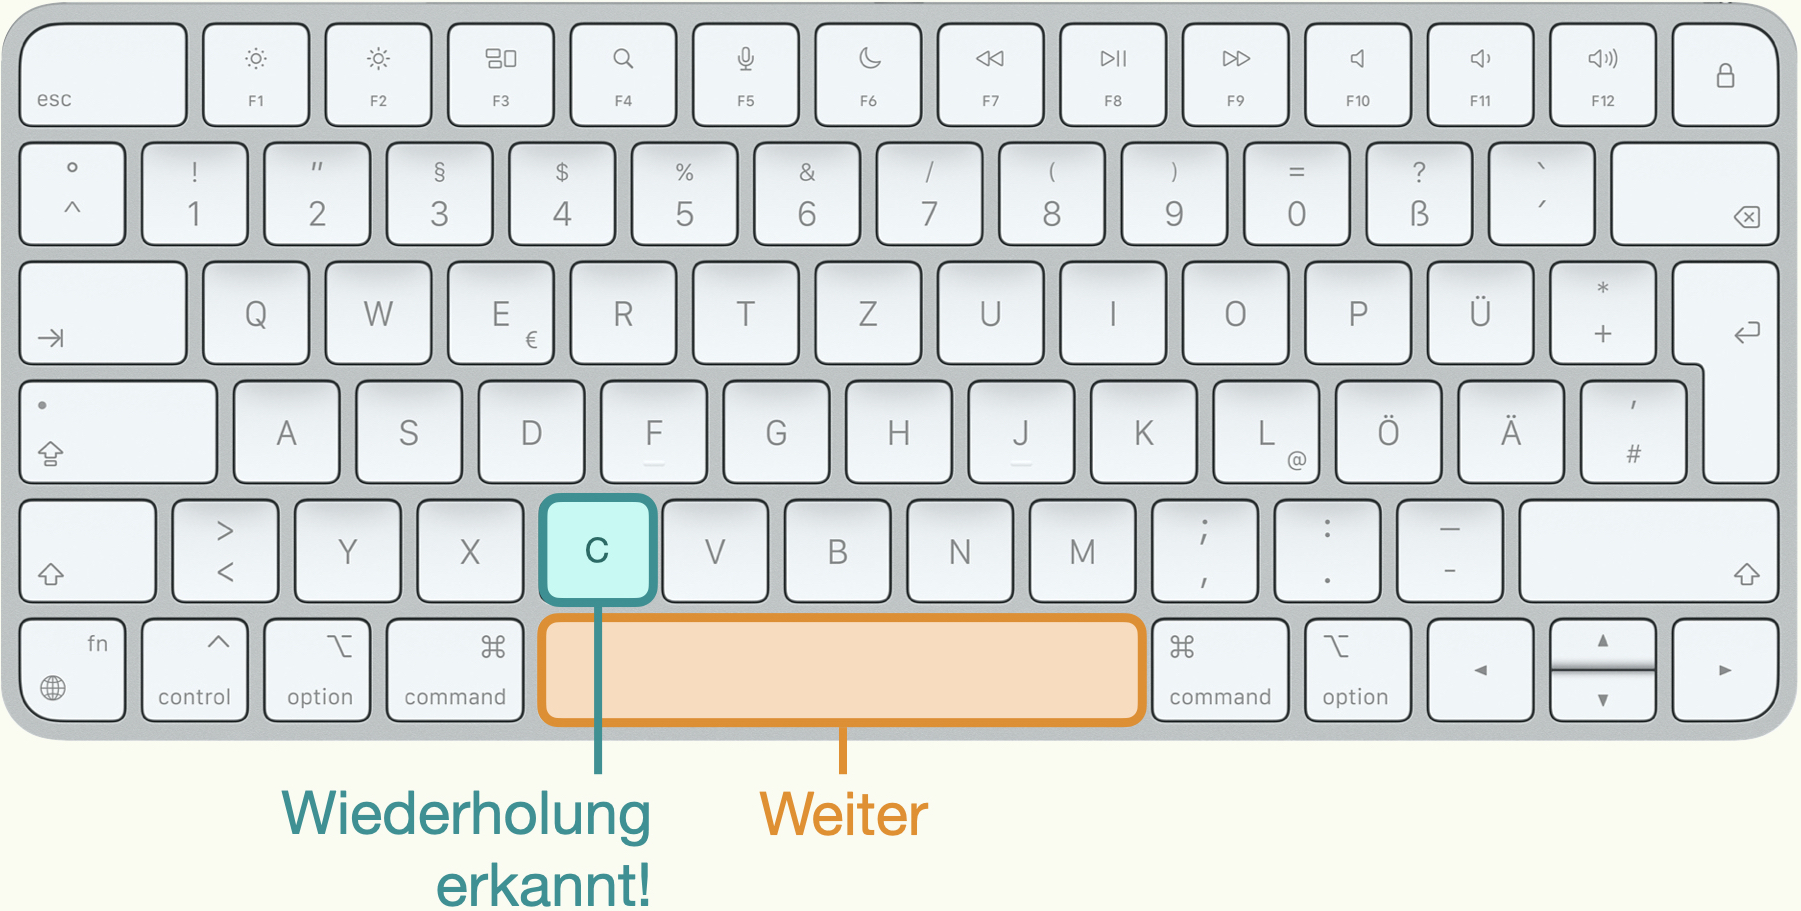 esc F1 F2 F3 F4 F5 F6 F7 F8 F9 F10 F11 F12
° ! " § $ % & / ( ) = ? `
^ 1 2 3 4 5 6 7 8 9 0 ß ´
Q W E € R T Z U I O P Ü * +
A S D F G H J K L @ Ö Ä ' #
> < Y X C V B N M ; , : . — -
fn ^ ⌥ ⌘ ⌘ ⌥
control option command command option
Wiederholung
erkannt!
Weiter